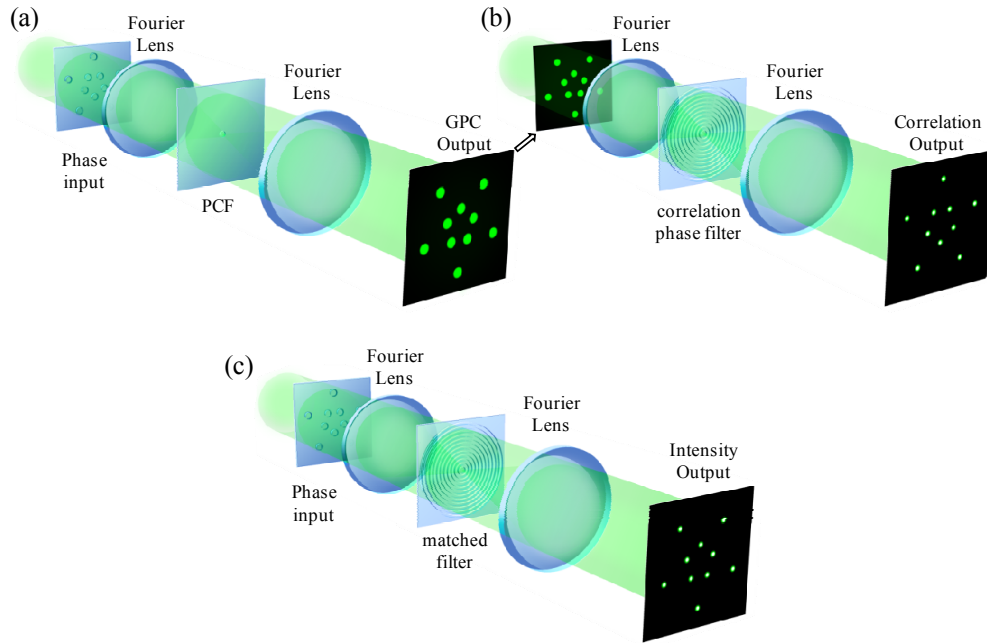 (a)
Fourier
Lens
Fourier
Lens
GPC
Output
Phase
input
PCF
(b)
Fourier
Lens
Fourier
Lens
Correlation
Output
correlation
phase filter
(c)
Fourier
Lens
Fourier
Lens
Intensity
Output
Phase
input
matched
filter